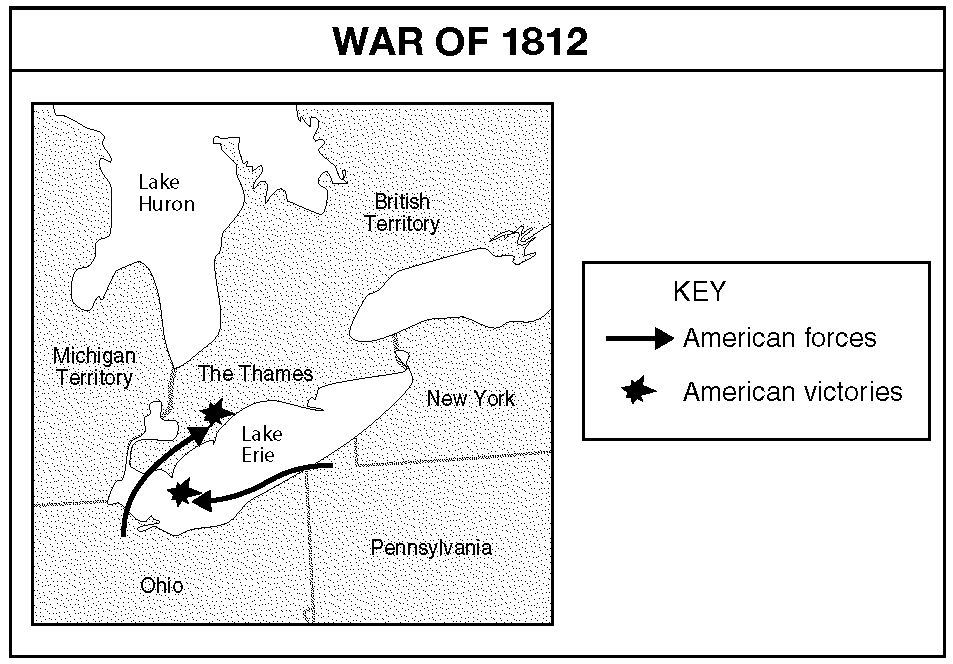 WAR OF 1812
Lake
Huron
British
Territory
Michigan
Territory
The Thames
New York
Lake
Erie
Pennsylvania
Ohio
KEY
American forces
American victories